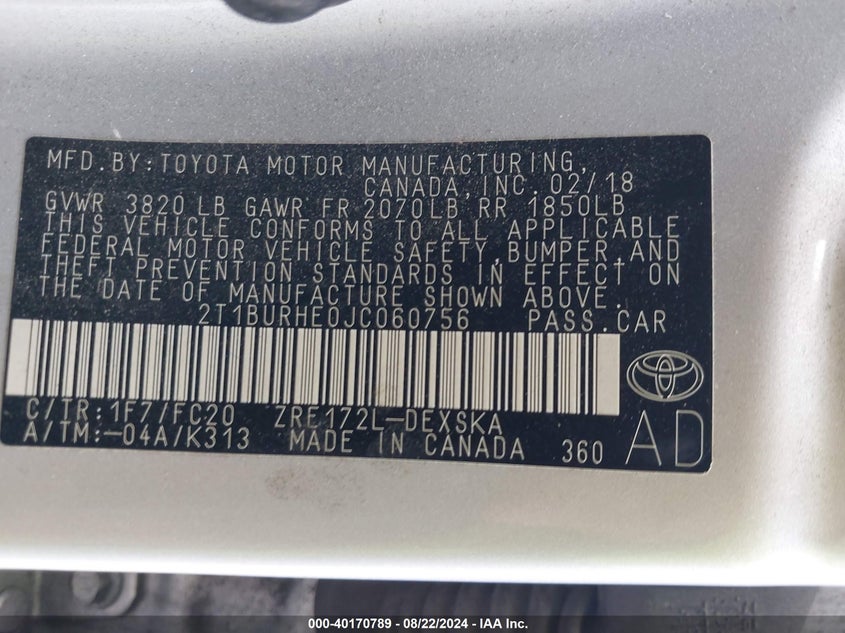 MFD.BY:TOYOTA MOTOR MANUFACTURING,
CANADA,INC. 02/18
GVWR 3820 LB GAWR FR 2070LB RR 1850LB
THIS VEHICLE CONFORMS TO ALL APPLICABLE
FEDERAL MOTOR VEHICLE SAFETY,BUMPER,AND
THEFT PREVENTION STANDARDS IN EFFECT ON
THE DATE OF MANUFACTURE SHOWN ABOVE.
2T1BURHE0JC060756 PASS.CAR
C/TR:1F7/FC20 ZRE172L-DEXSKA
A/TM:-04A/K313 MADE IN CANADA 360 AD
000-40170789 - 08/22/2024 - IAA Inc.